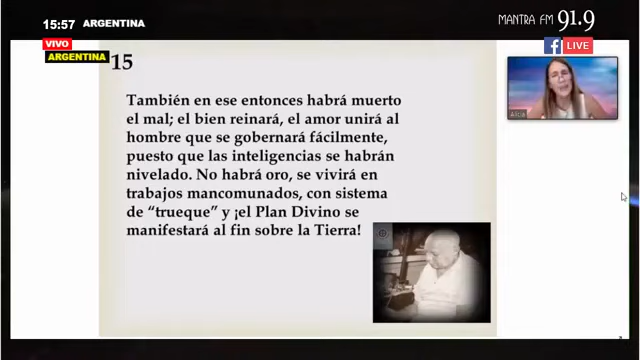 15:57 ARGENTINA
MANTRA FM 91.9
VIVO
ARGENTINA
f LIVE
15
También en ese entonces habrá muerto
el mal; el bien reinará, el amor unirá al
hombre que se gobernará fácilmente,
puesto que las inteligencias se habrán
nivelado. No habrá oro, se vivirá en
trabajos mancomunados, con sistema
de “trueque” y ¡el Plan Divino se
manifestará al fin sobre la Tierra!
Alicia